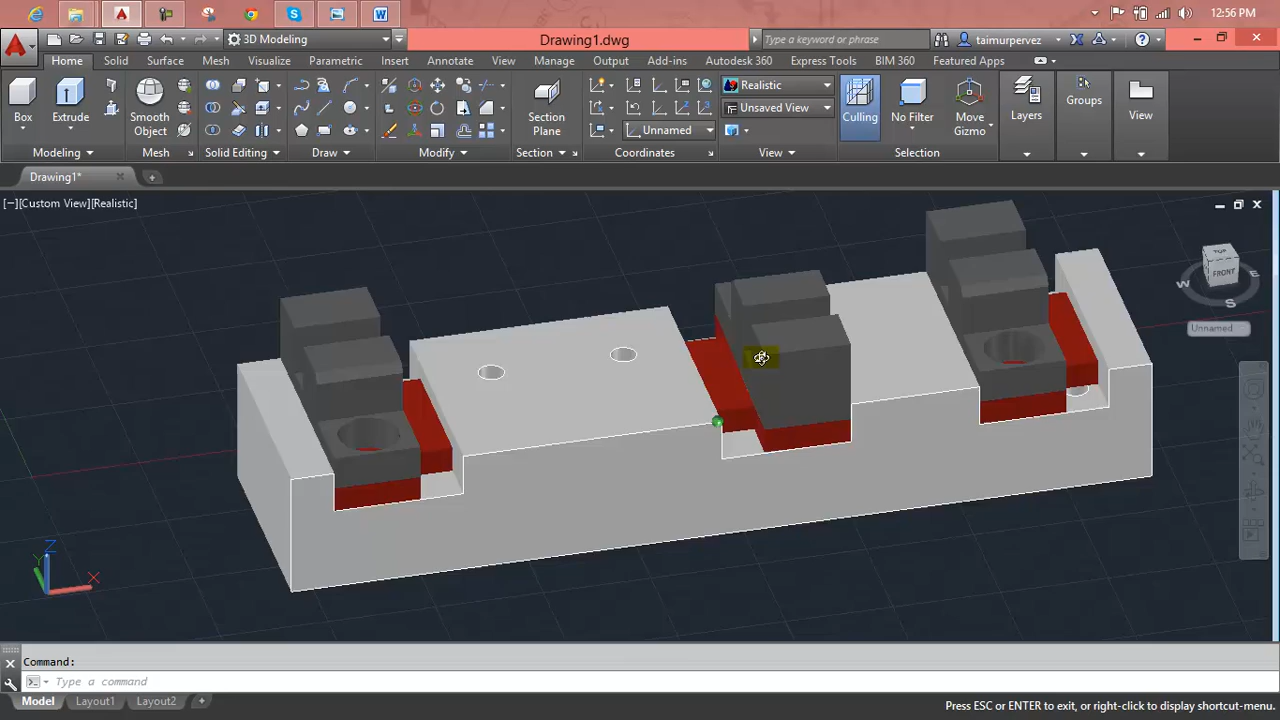 12:56 PM
3D Modeling
Drawing1.dwg
Type a keyword or phrase
taimurpervez
Home Solid Surface Mesh Visualize Parametric Insert Annotate View Manage Output Add-ins Autodesk 360 Express Tools BIM 360 Featured Apps
Box
Extrude
Smooth
Object
Section
Plane
Realistic
Unsaved View
Unnamed
Culling
No Filter
Move
Gizmo
Layers
Groups
View
Modeling Mesh Solid Editing Draw Modify Section Coordinates View Selection
Drawing1*
[−][Custom View][Realistic]
TOP
FRONT
W
E
S
Unnamed
Z
Y
X
Command:
Type a command
Model Layout1 Layout2
Press ESC or ENTER to exit, or right-click to display shortcut-menu.